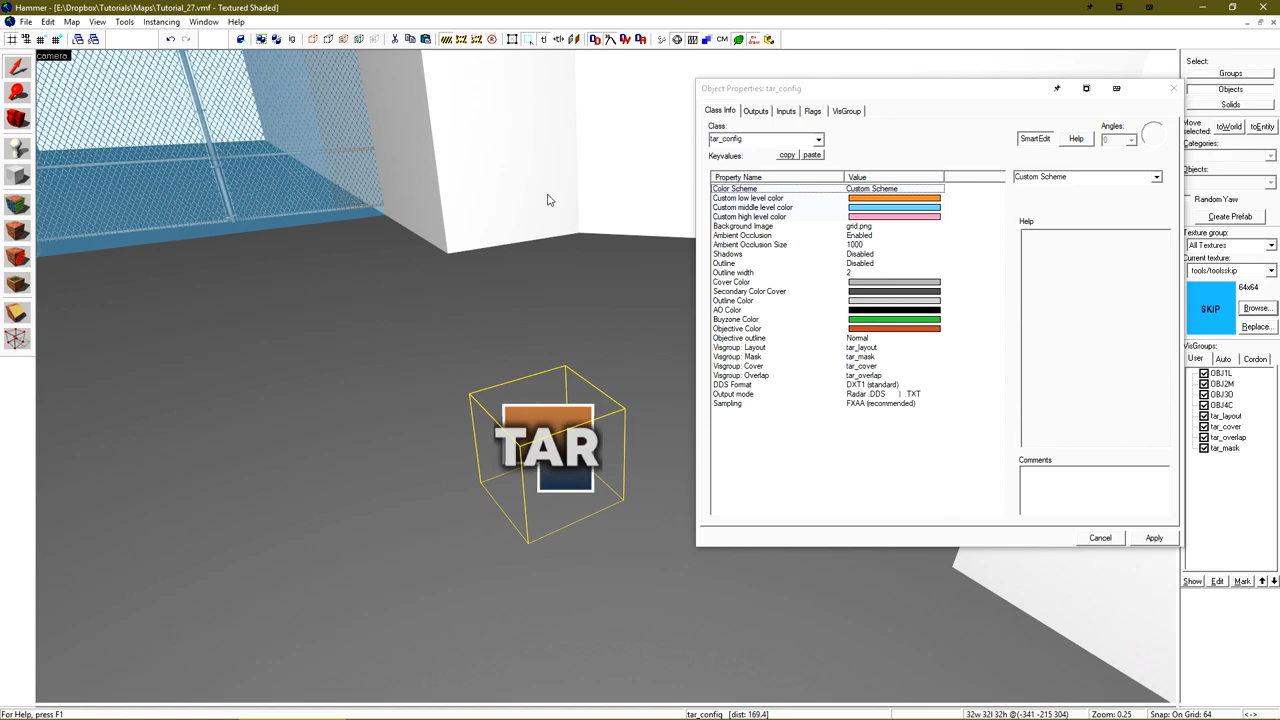 Hammer - [E:\Dropbox\Tutorials\Maps\Tutorial_27.vmf - Textured Shaded]
File Edit Map View Tools Instancing Window Help
CM
camera
Select:
Groups
Objects
Solids
Move selected: toWorld toEntity
Categories:
Objects:
Random Yaw
Create Prefab
Texture group:
All Textures
Current texture:
tools/toolsskip
SKIP
64x64
Browse...
Replace...
VisGroups:
User Auto Cordon
OBJ1L
OBJ2M
OBJ3D
OBJ4C
tar_layout
tar_cover
tar_overlap
tar_mask
Show Edit Mark
Object Properties: tar_config
Class Info Outputs Inputs Flags VisGroup
Class:
tar_config
SmartEdit Help
Angles:
0
Keyvalues: copy paste
Property Name Value
Color Scheme Custom Scheme
Custom low level color
Custom middle level color
Custom high level color
Background Image grid.png
Ambient Occlusion Enabled
Ambient Occlusion Size 1000
Shadows Disabled
Outline Disabled
Outline width 2
Cover Color
Secondary Color Cover
Outline Color
AO Color
Buyzone Color
Objective Color
Objective outline Normal
Visgroup: Layout tar_layout
Visgroup: Mask tar_mask
Visgroup: Cover tar_cover
Visgroup: Overlap tar_overlap
DDS Format DXT1 (standard)
Output mode Radar .DDS | .TXT
Sampling FXAA (recommended)
Custom Scheme
Help
Comments
Cancel Apply
TAR
For Help, press F1
tar_config [dist: 169.4]
32w 32l 32h @(-341 -215 304)
Zoom: 0.25
Snap: On Grid: 64
<->